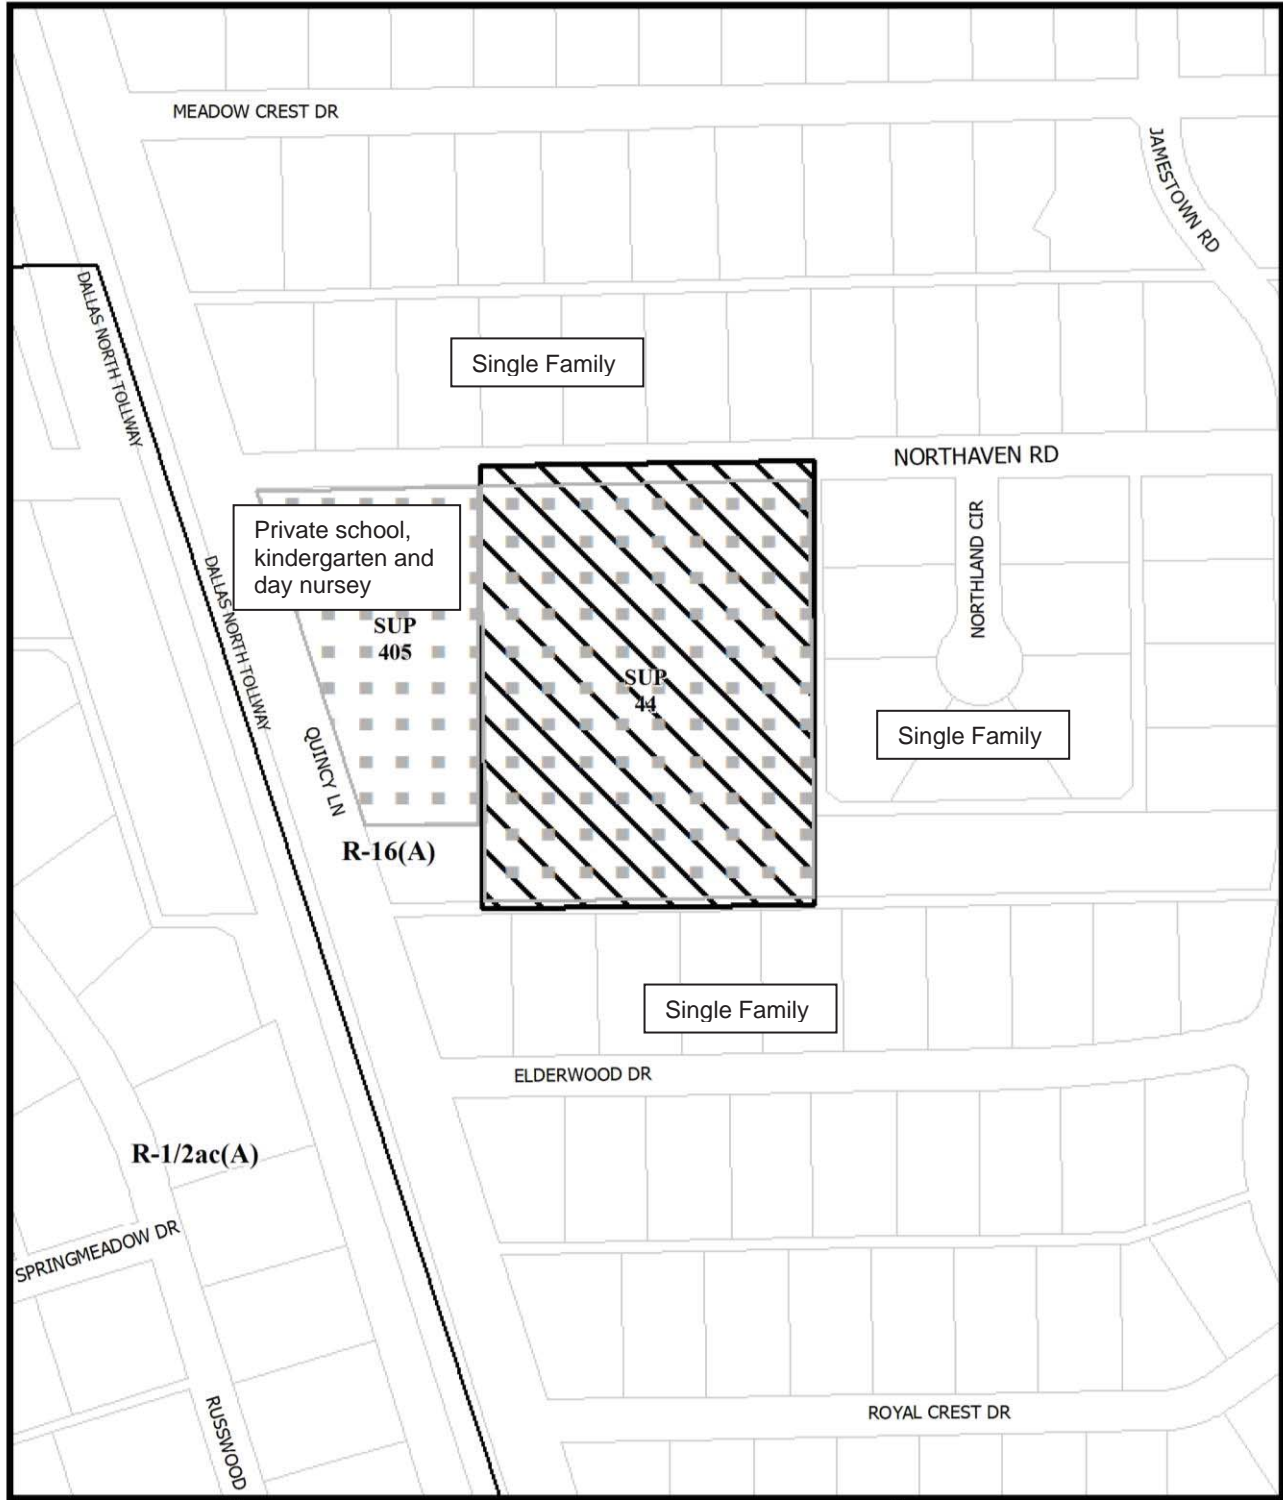 MEADOW CREST DR
JAMESTOWN RD
DALLAS NORTH TOLLWAY
Single Family
NORTHAVEN RD
Private school,
kindergarten and
day nursey
NORTHLAND CIR
DALLAS NORTH TOLLWAY
SUP
405
SUP
44
Single Family
QUINCY LN
R-16(A)
Single Family
ELDERWOOD DR
R-1/2ac(A)
SPRINGMEADOW DR
RUSSWOOD
ROYAL CREST DR